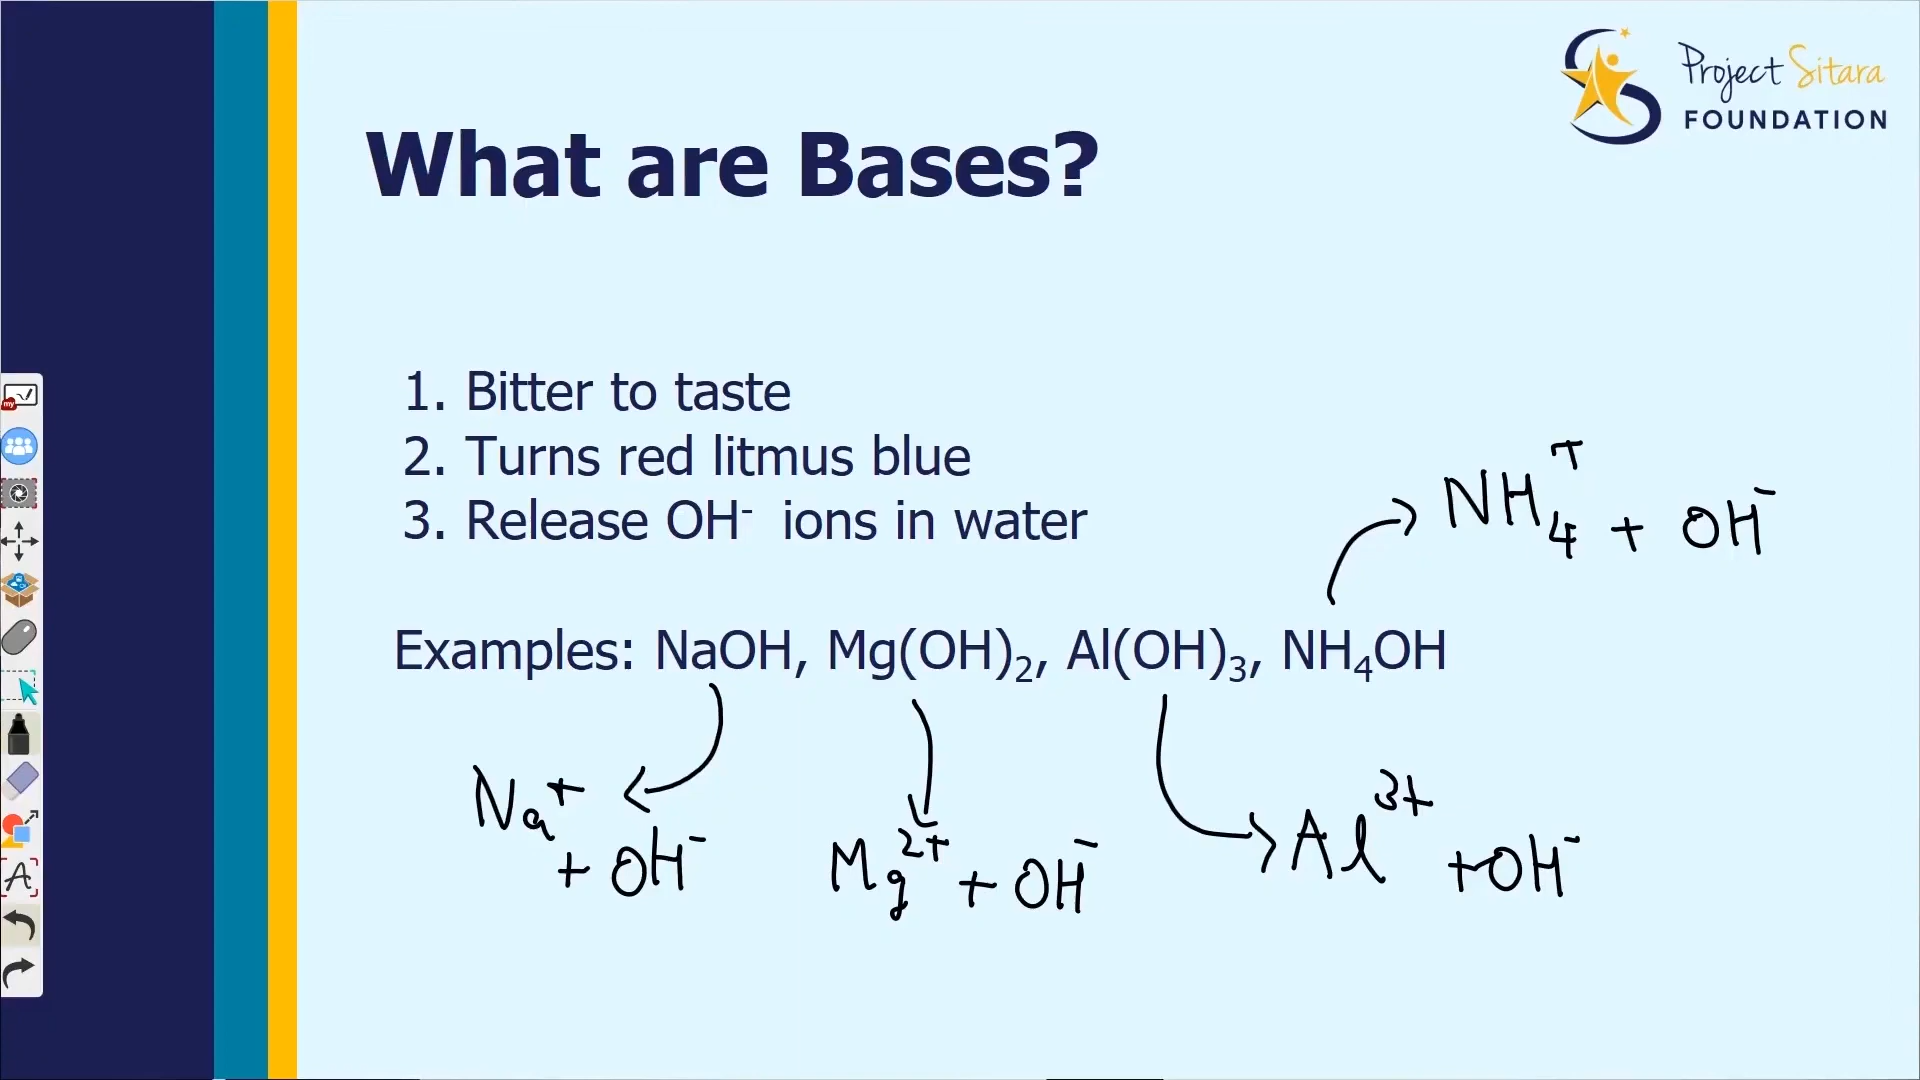 Project Sitara
FOUNDATION
What are Bases?
1. Bitter to taste
2. Turns red litmus blue
3. Release OH⁻ ions in water
NH₄⁺ + OH⁻
Examples: NaOH, Mg(OH)₂, Al(OH)₃, NH₄OH
Na⁺
+ OH⁻
Mg²⁺ + OH⁻
Al³⁺ + OH⁻
my
A